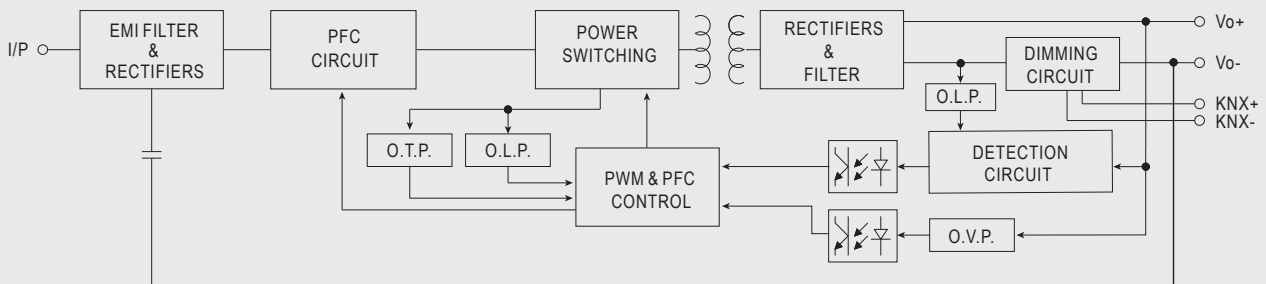 I/P
EMI FILTER
&
RECTIFIERS
PFC
CIRCUIT
POWER
SWITCHING
RECTIFIERS
&
FILTER
DIMMING
CIRCUIT
Vo+
Vo-
KNX+
KNX-
O.L.P.
O.T.P.
O.L.P.
PWM & PFC
CONTROL
DETECTION
CIRCUIT
O.V.P.